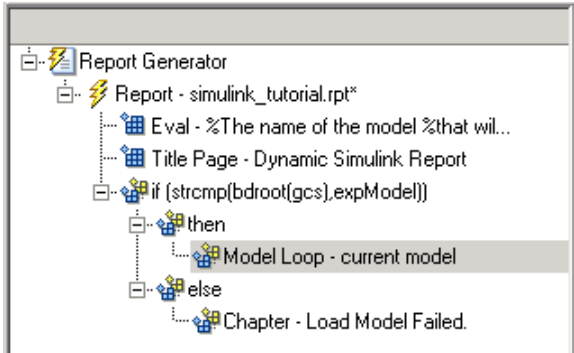 Report Generator
Report - simulink_tutorial.rpt*
Eval - %The name of the model %that wil...
Title Page - Dynamic Simulink Report
if (strcmp(bdroot(gcs),expModel))
then
Model Loop - current model
else
Chapter - Load Model Failed.